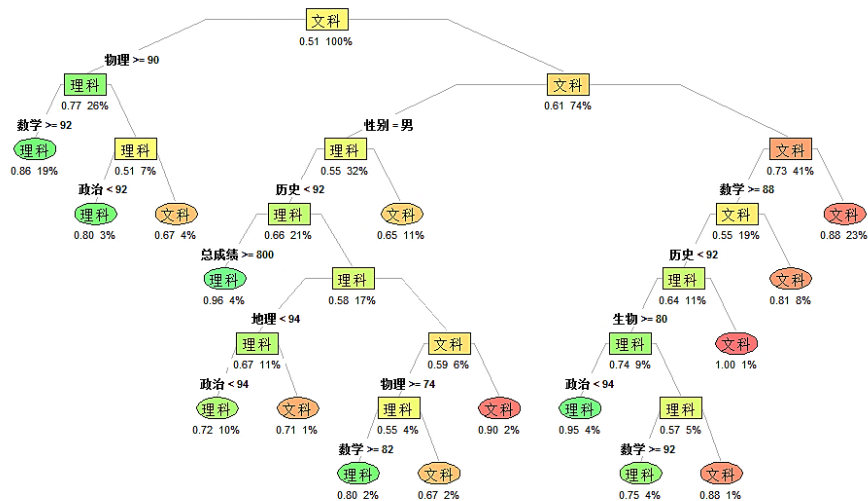 文科
0.51 100%
物理 >= 90
理科
文科
0.77 26%
0.61 74%
数学 >= 92
性别 = 男
理科
理科
理科
文科
0.86 19%
0.51 7%
0.55 32%
0.73 41%
政治 < 92
历史 < 92
数学 >= 88
理科
文科
理科
文科
文科
文科
0.80 3%
0.67 4%
0.66 21%
0.65 11%
0.55 19%
0.88 23%
总成绩 >= 800
历史 < 92
理科
理科
理科
文科
0.96 4%
0.58 17%
0.64 11%
0.81 8%
地理 < 94
生物 >= 80
理科
文科
理科
文科
0.67 11%
0.59 6%
0.74 9%
1.00 1%
政治 < 94
物理 >= 74
政治 < 94
理科
文科
理科
文科
理科
理科
0.72 10%
0.71 1%
0.55 4%
0.90 2%
0.95 4%
0.57 5%
数学 >= 82
数学 >= 92
理科
文科
理科
文科
0.80 2%
0.67 2%
0.75 4%
0.88 1%